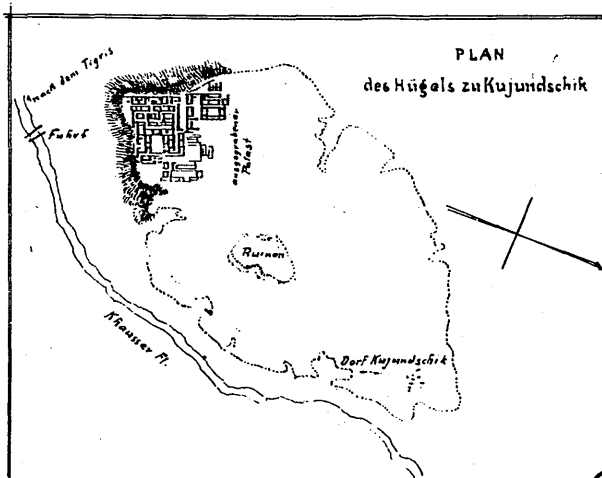 PLAN
des Hügels zu Kujundschik
nach dem Tigris
Fuhrt
ausgegrabener
Palast
Ruinen
Khausser Fl.
Dorf Kujundschik